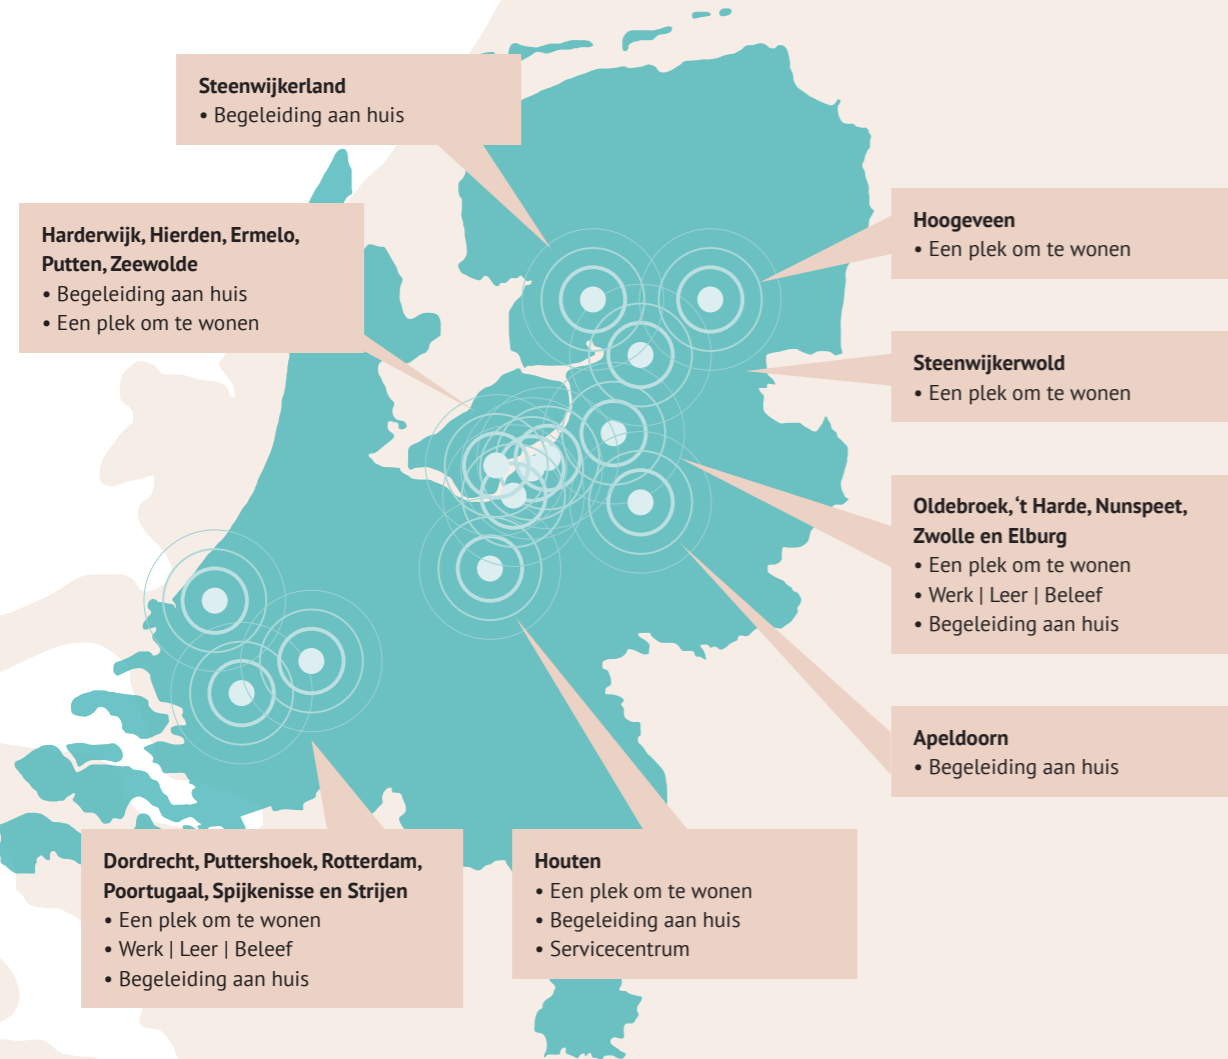 Steenwijkerland
• Begeleiding aan huis
Harderwijk, Hierden, Ermelo,
Putten, Zeewolde
• Begeleiding aan huis
• Een plek om te wonen
Hoogeveen
• Een plek om te wonen
Steenwijkerwold
• Een plek om te wonen
Oldebroek, ‘t Harde, Nunspeet,
Zwolle en Elburg
• Een plek om te wonen
• Werk | Leer | Beleef
• Begeleiding aan huis
Apeldoorn
• Begeleiding aan huis
Dordrecht, Puttershoek, Rotterdam,
Poortugaal, Spijkenisse en Strijen
• Een plek om te wonen
• Werk | Leer | Beleef
• Begeleiding aan huis
Houten
• Een plek om te wonen
• Begeleiding aan huis
• Servicecentrum